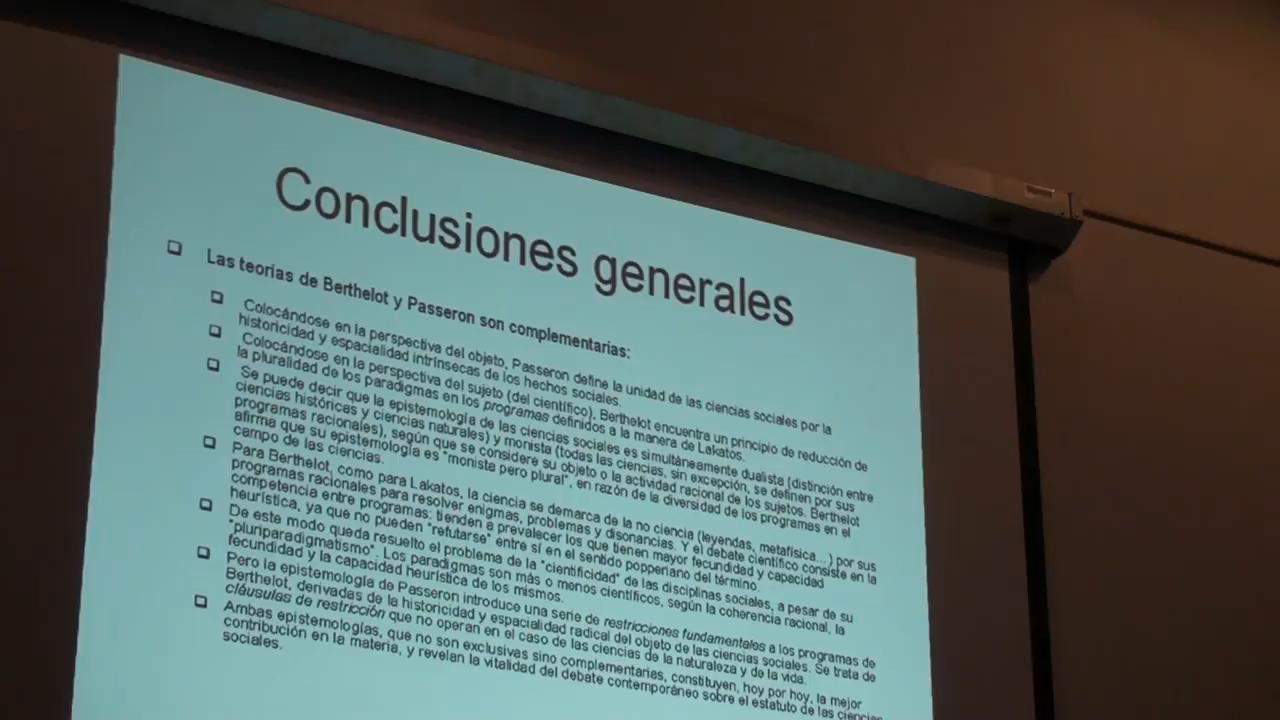 Conclusiones generales
Las teorías de Berthelot y Passeron son complementarias:
Colocándose en la perspectiva del objeto, Passeron define la unidad de las ciencias sociales por la
historicidad y espacialidad intrínsecas de los hechos sociales.
Colocándose en la perspectiva del sujeto (del científico), Berthelot encuentra un principio de reducción de
la pluralidad de los paradigmas en los programas definidos a la manera de Lakatos.
Se puede decir que la epistemología de las ciencias sociales es simultáneamente dualista (distinción entre
ciencias históricas y ciencias naturales) y monista (todas las ciencias, sin excepción, se definen por sus
programas racionales), según que se considere su objeto o la actividad racional de los sujetos. Berthelot
afirma que su epistemología es "monista pero plural", en razón de la diversidad de los programas en el
campo de las ciencias.
Para Berthelot, como para Lakatos, la ciencia se demarca de la no ciencia (leyendas, metafísica...) por sus
programas racionales para resolver enigmas, problemas y disonancias. Y el debate científico consiste en la
competencia entre programas: tienden a prevalecer los que tienen mayor fecundidad y capacidad
heurística, ya que no pueden "refutarse" entre sí en el sentido popperiano del término.
De este modo queda resuelto el problema de la "cientificidad" de las disciplinas sociales, a pesar de su
"pluriparadigmatismo". Los paradigmas son más o menos científicos, según la coherencia racional, la
fecundidad y la capacidad heurística de los mismos.
Pero la epistemología de Passeron introduce una serie de restricciones fundamentales a los programas de
Berthelot, derivadas de la historicidad y espacialidad radical del objeto de las ciencias sociales. Se trata de
cláusulas de restricción que no operan en el caso de las ciencias de la naturaleza y de la vida.
Ambas epistemologías, que no son exclusivas sino complementarias, constituyen, hoy por hoy, la mejor
contribución en la materia, y revelan la vitalidad del debate contemporáneo sobre el estatuto de las ciencias
sociales.